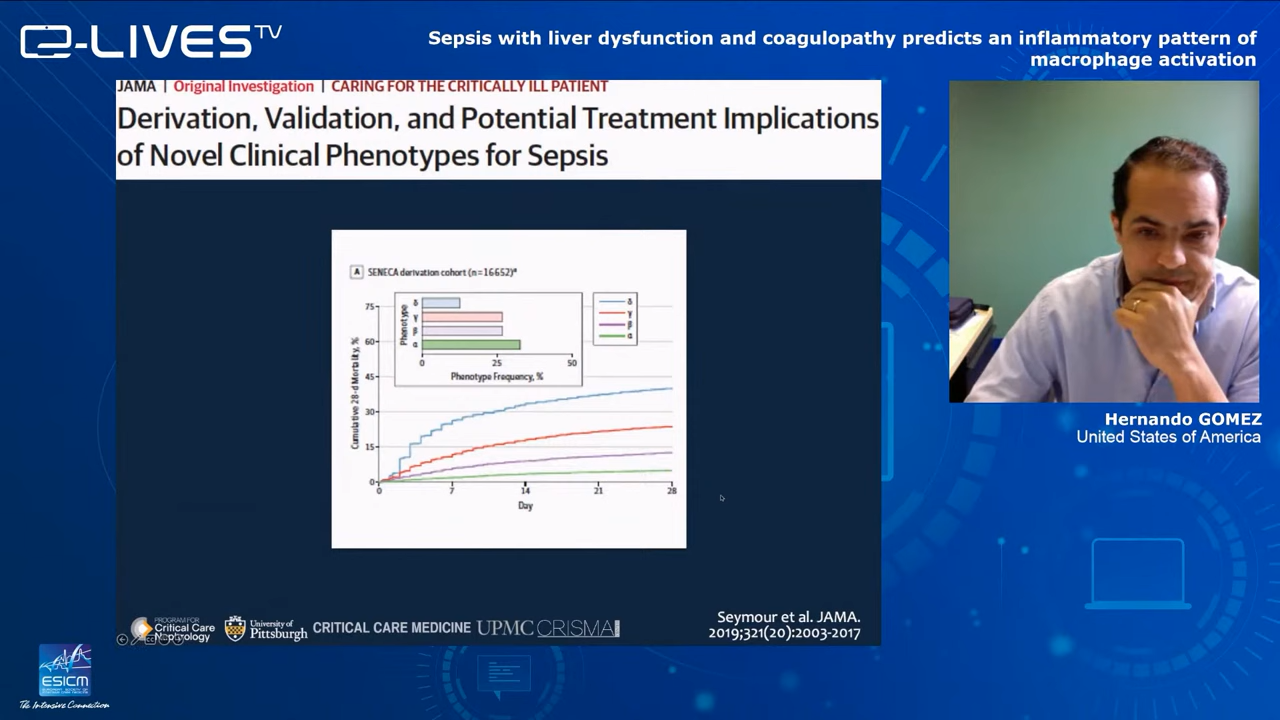 e-LIVES TV
Sepsis with liver dysfunction and coagulopathy predicts an inflammatory pattern of
macrophage activation
JAMA | Original Investigation | CARING FOR THE CRITICALLY ILL PATIENT
Derivation, Validation, and Potential Treatment Implications
of Novel Clinical Phenotypes for Sepsis
A SENECA derivation cohort (n=16652)ª
Cumulative 28-d Mortality, %
75
60
45
30
15
0
Phenotype
δ
γ
β
α
0 25 50
Phenotype Frequency, %
δ
γ
β
α
0 7 14 21 28
Day
Hernando GOMEZ
United States of America
PROGRAM FOR
Critical Care
Nephrology
University of
Pittsburgh
CRITICAL CARE MEDICINE
UPMC
CRISMA
Seymour et al. JAMA.
2019;321(20):2003-2017
ESICM
The Intensive Connection